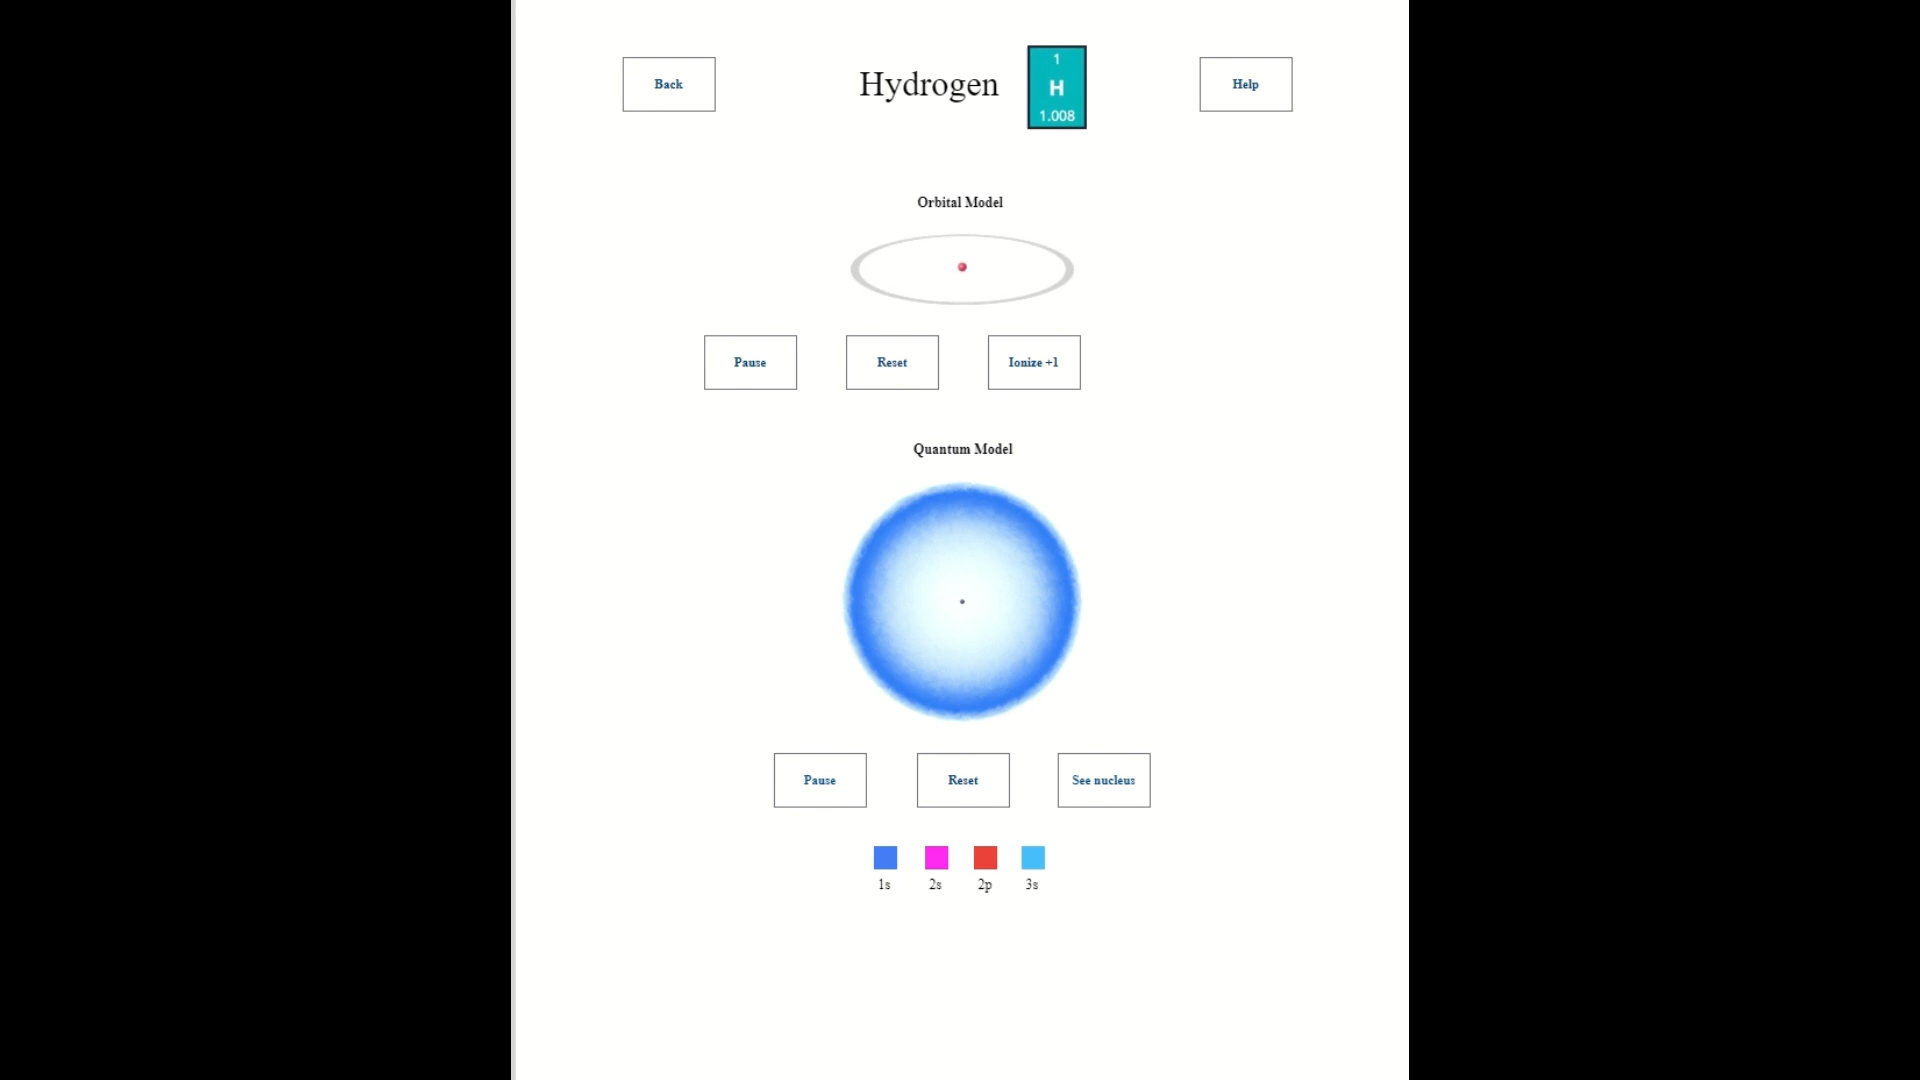 Back
Hydrogen
1
H
1.008
Help
Orbital Model
Pause
Reset
Ionize +1
Quantum Model
Pause
Reset
See nucleus
1s
2s
2p
3s